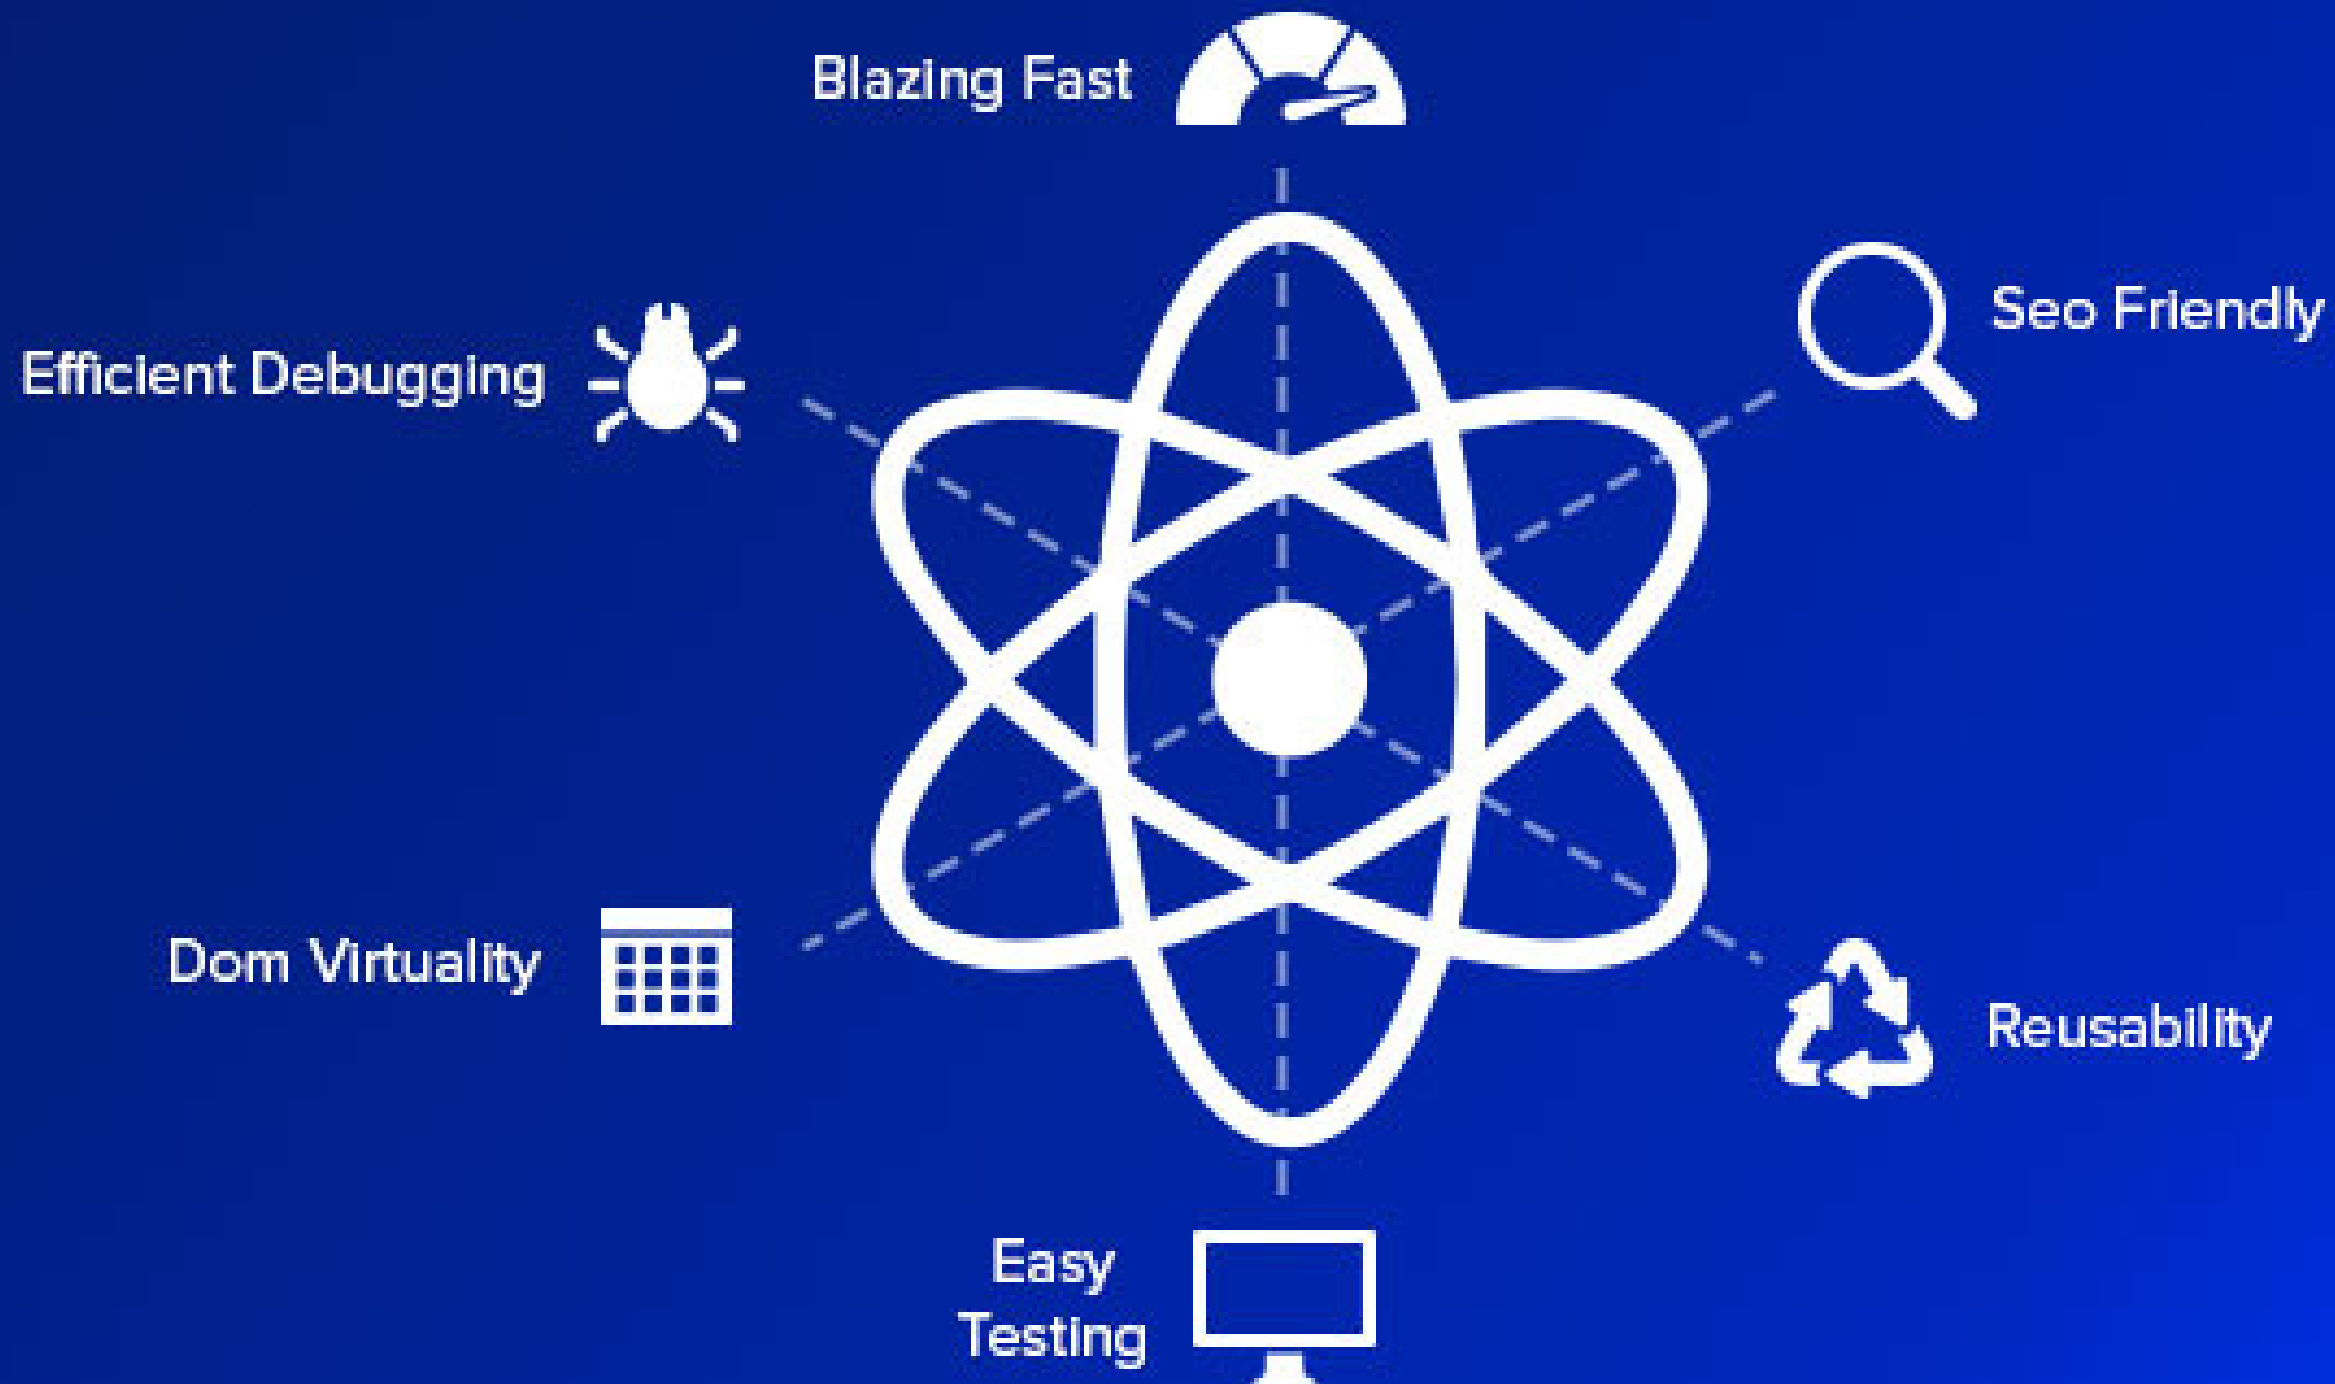 Blazing Fast
Seo Friendly
Efficient Debugging
Dom Virtuality
Reusability
Easy
Testing